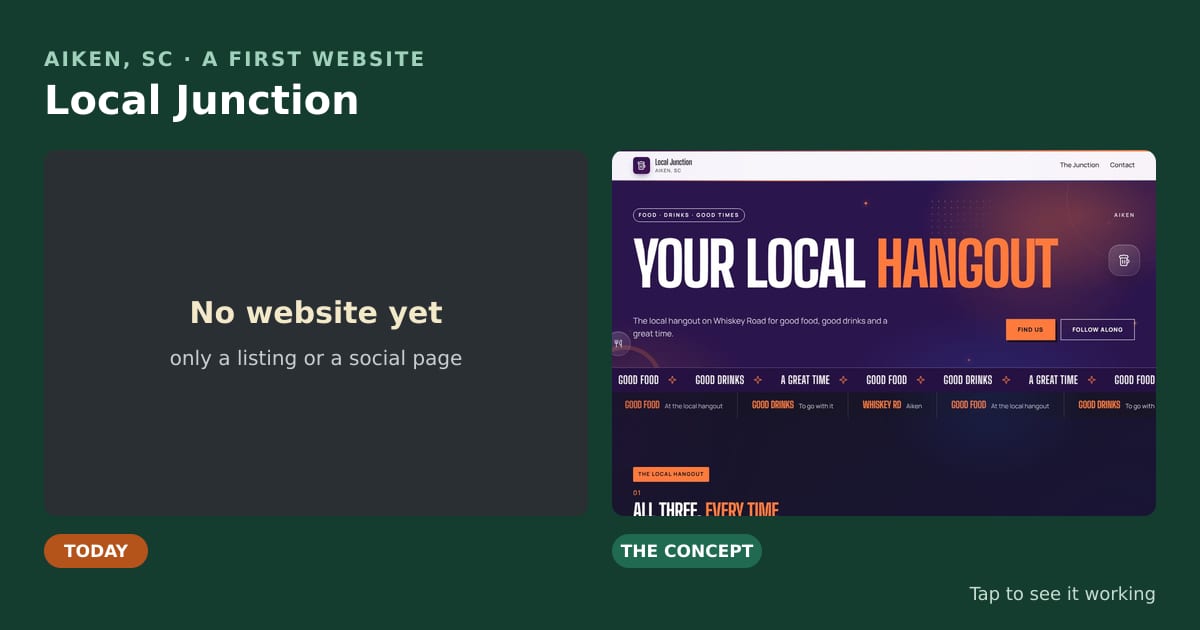 AIKEN, SC · A FIRST WEBSITE
Local Junction
No website yet
only a listing or a social page
TODAY
Local Junction
AIKEN, SC
The Junction Contact
FOOD · DRINKS · GOOD TIMES
AIKEN
YOUR LOCAL HANGOUT
The local hangout on Whiskey Road for good food, good drinks and a
great time.
FIND US FOLLOW ALONG
GOOD FOOD GOOD DRINKS A GREAT TIME GOOD FOOD GOOD DRINKS A GREAT TIME GOOD FOOD
GOOD FOOD At the local hangout GOOD DRINKS To go with it WHISKEY RD Aiken GOOD FOOD At the local hangout GOOD DRINKS To go with
THE LOCAL HANGOUT
01
ALL THREE, EVERY TIME
THE CONCEPT
Tap to see it working